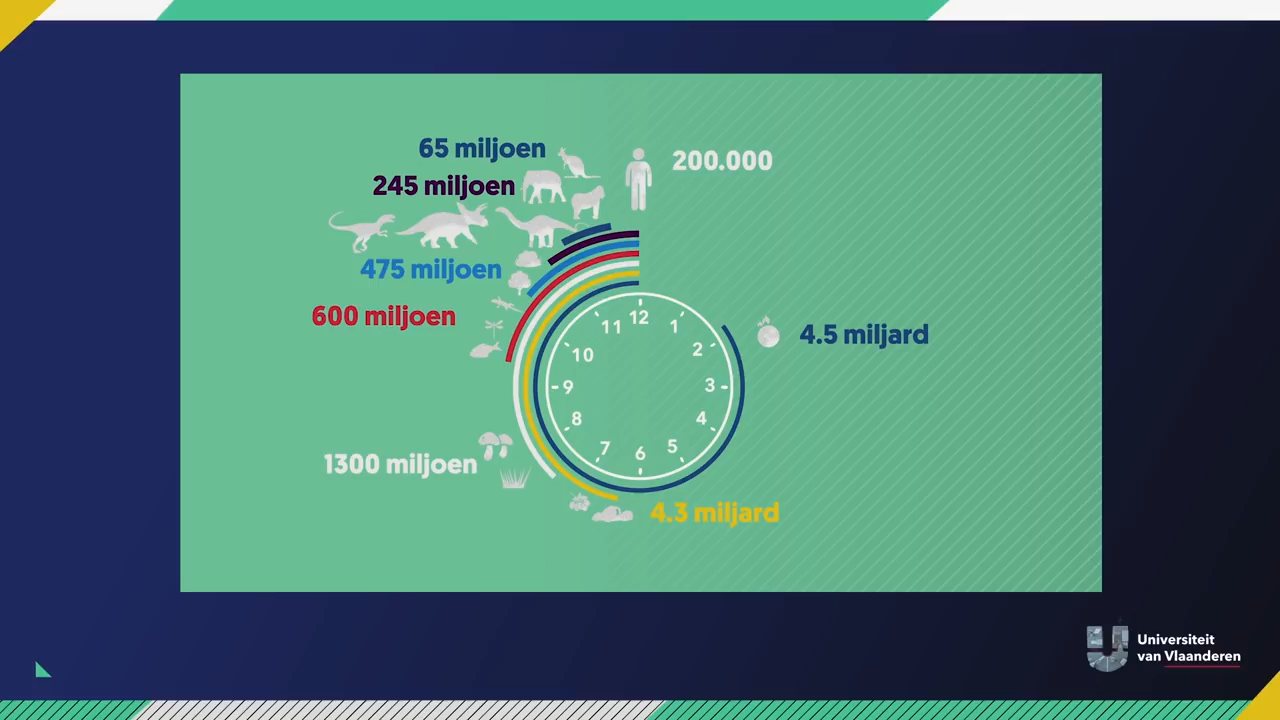 65 miljoen
200.000
245 miljoen
475 miljoen
600 miljoen
4.5 miljard
12
11
1
10
2
9
3
8
4
7
5
6
1300 miljoen
4.3 miljard
Universiteit
van Vlaanderen